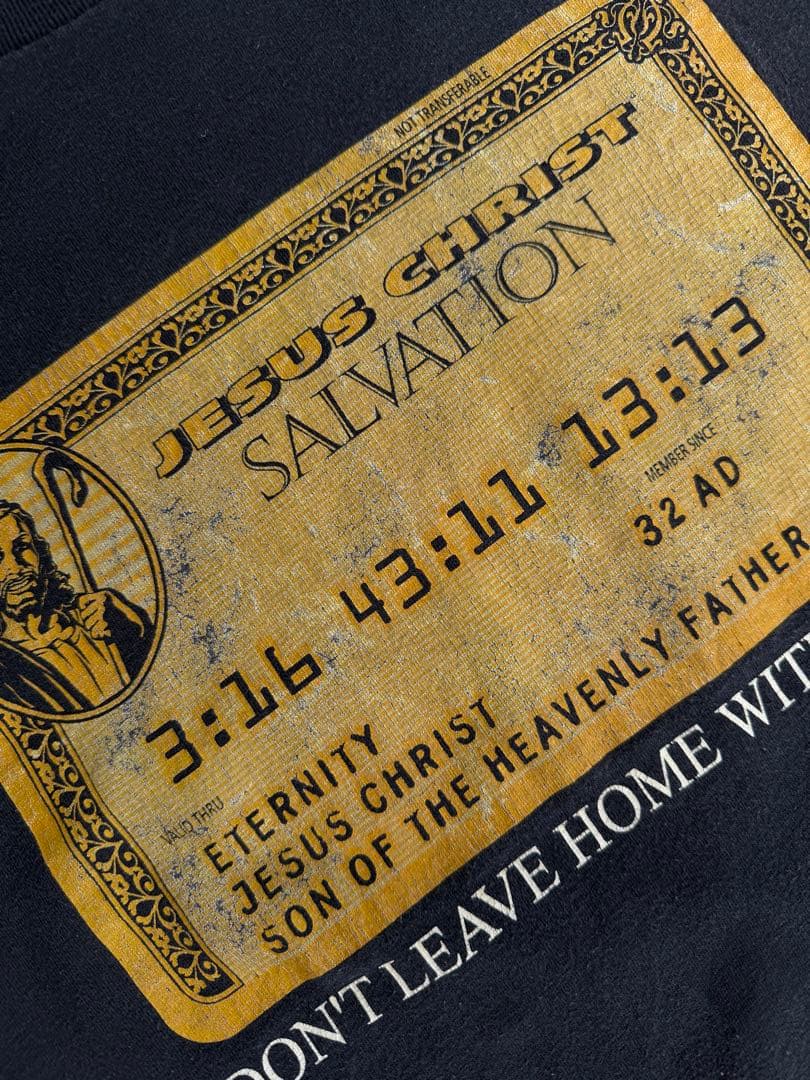 NOT TRANSFERABLE
JESUS CHRIST
SALVATION
3:16 43:11 13:13
MEMBER SINCE
32 AD
VALID THRU
ETERNITY
JESUS CHRIST
SON OF THE HEAVENLY FATHER
DON'T LEAVE HOME